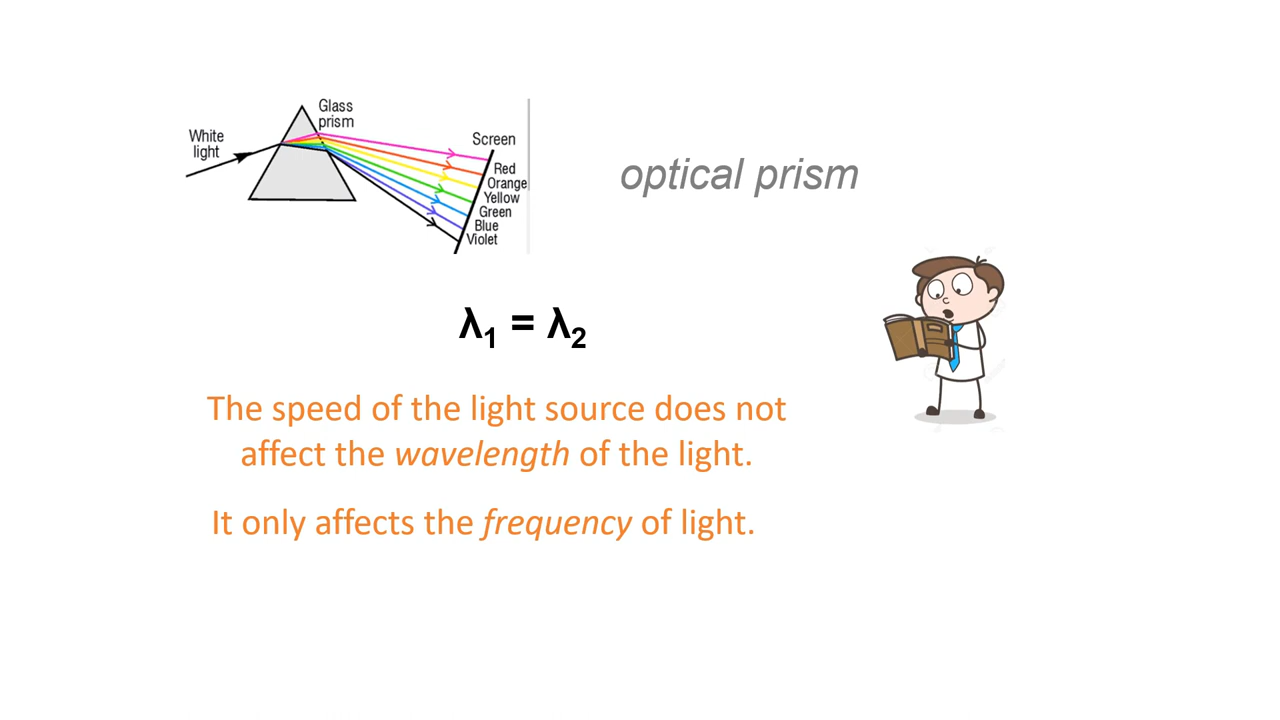 Glass
prism
White
light
Screen
Red
Orange
Yellow
Green
Blue
Violet
optical prism
λ1 = λ2
The speed of the light source does not
affect the wavelength of the light.
It only affects the frequency of light.